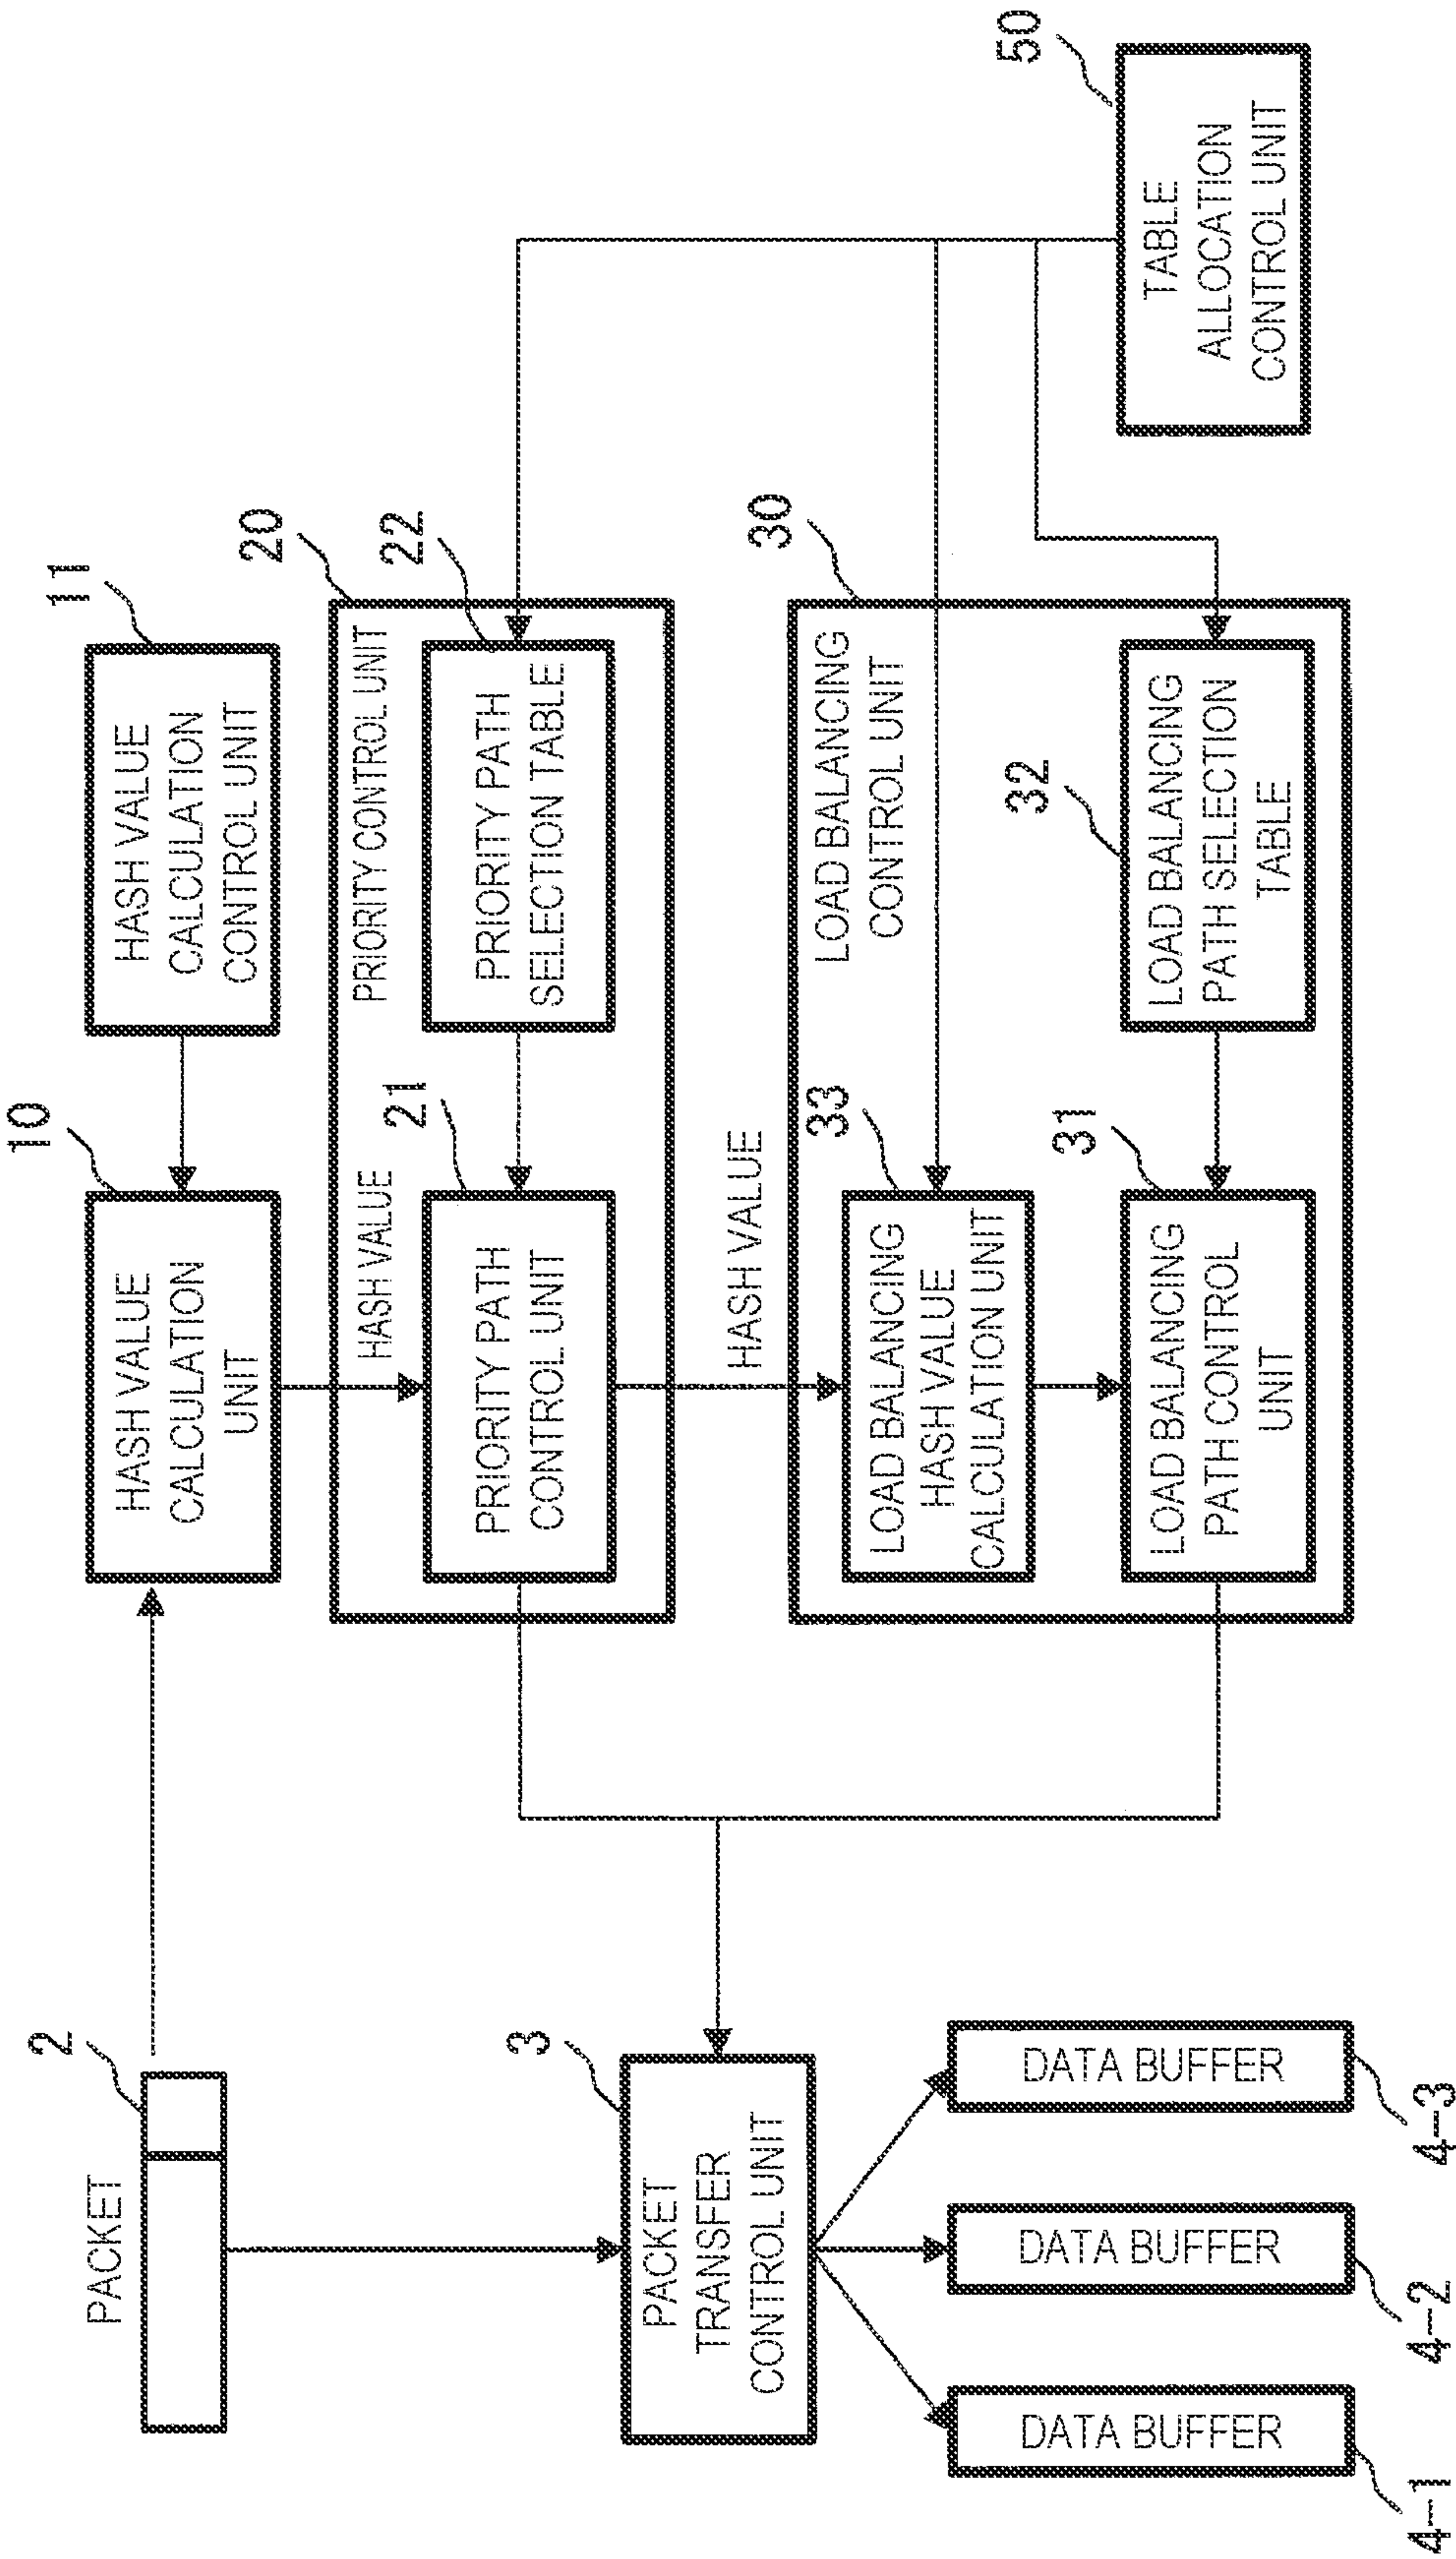 PACKET
2
10
HASH VALUE
CALCULATION
UNIT
11
HASH VALUE
CALCULATION
CONTROL UNIT
20
PRIORITY CONTROL UNIT
HASH VALUE
21
PRIORITY PATH
CONTROL UNIT
22
PRIORITY PATH
SELECTION TABLE
3
PACKET
TRANSFER
CONTROL UNIT
HASH VALUE
30
LOAD BALANCING
CONTROL UNIT
33
LOAD BALANCING
HASH VALUE
CALCULATION UNIT
31
LOAD BALANCING
PATH CONTROL
UNIT
32
LOAD BALANCING
PATH SELECTION
TABLE
50
TABLE
ALLOCATION
CONTROL UNIT
DATA BUFFER
4-1
DATA BUFFER
4-2
DATA BUFFER
4-3